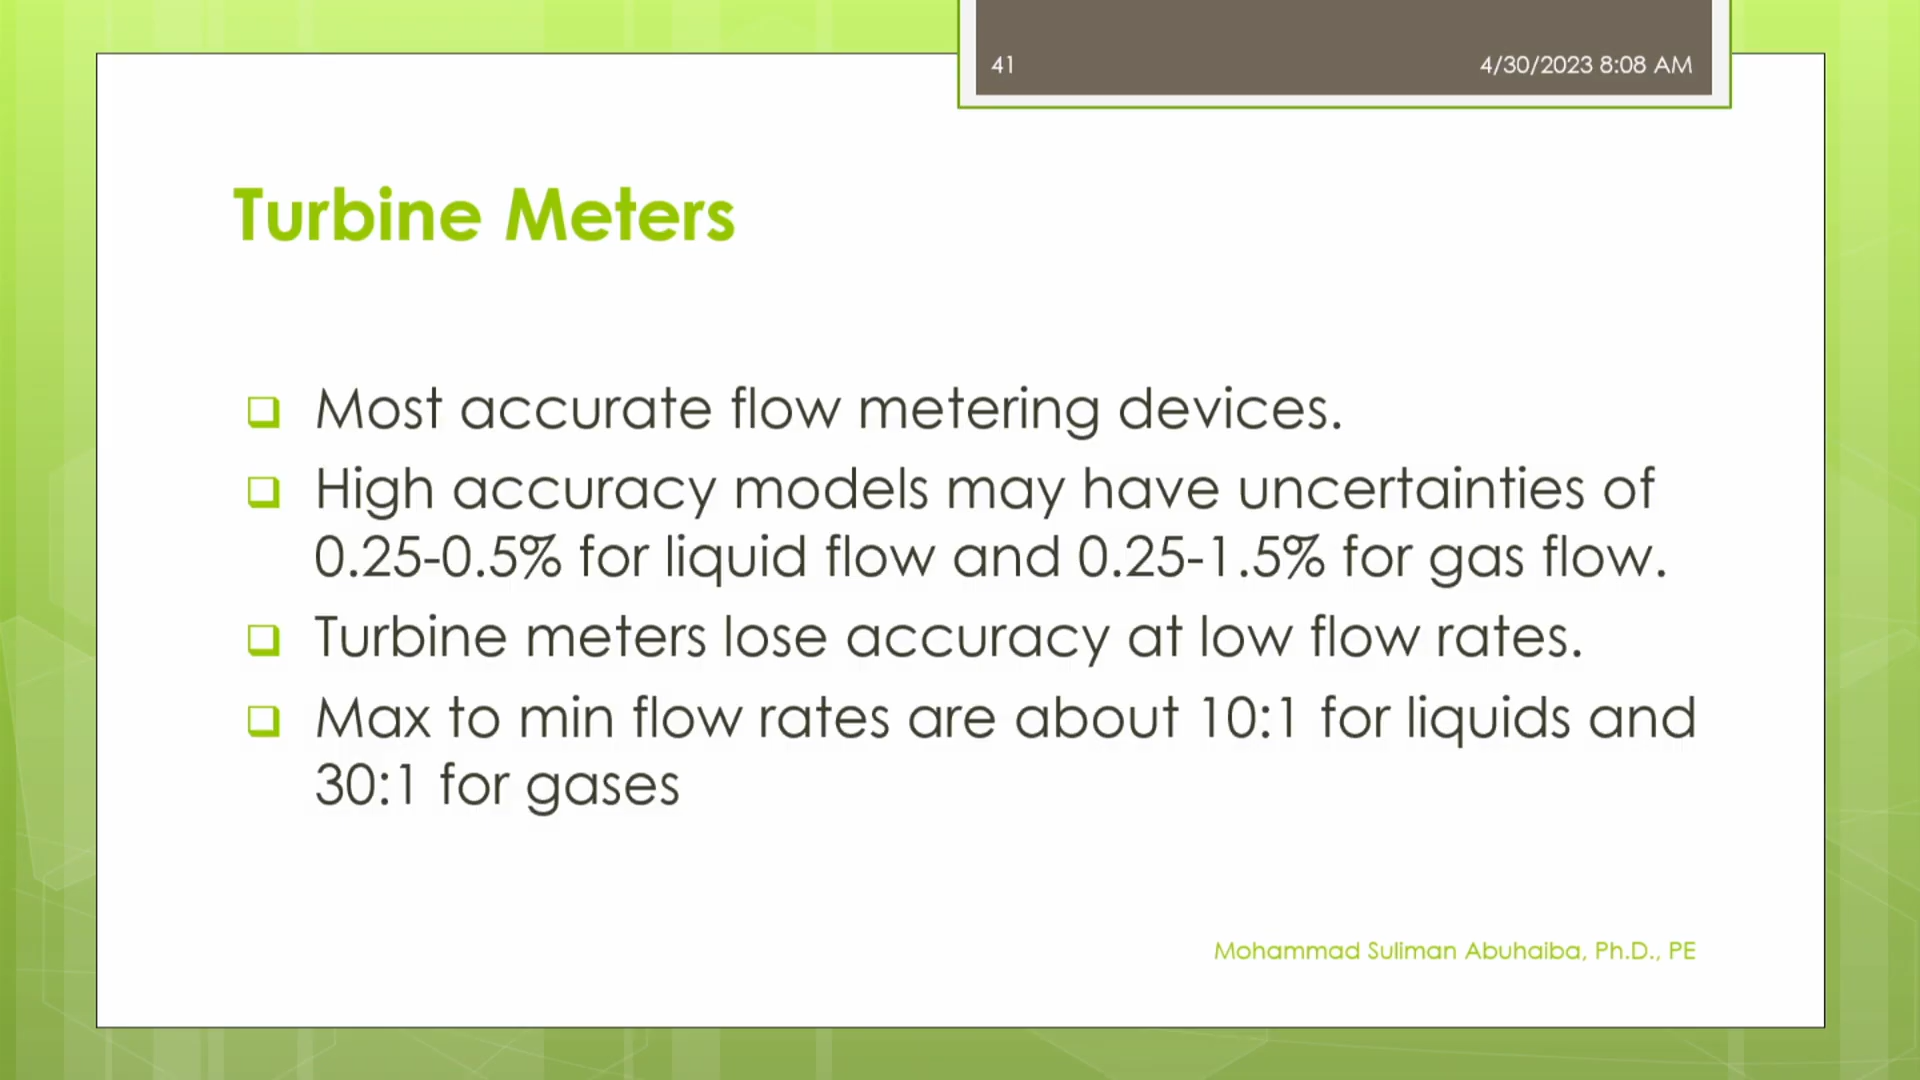 41
4/30/2023 8:08 AM
Turbine Meters
Most accurate flow metering devices.
High accuracy models may have uncertainties of
0.25-0.5% for liquid flow and 0.25-1.5% for gas flow.
Turbine meters lose accuracy at low flow rates.
Max to min flow rates are about 10:1 for liquids and
30:1 for gases
Mohammad Suliman Abuhaiba, Ph.D., PE